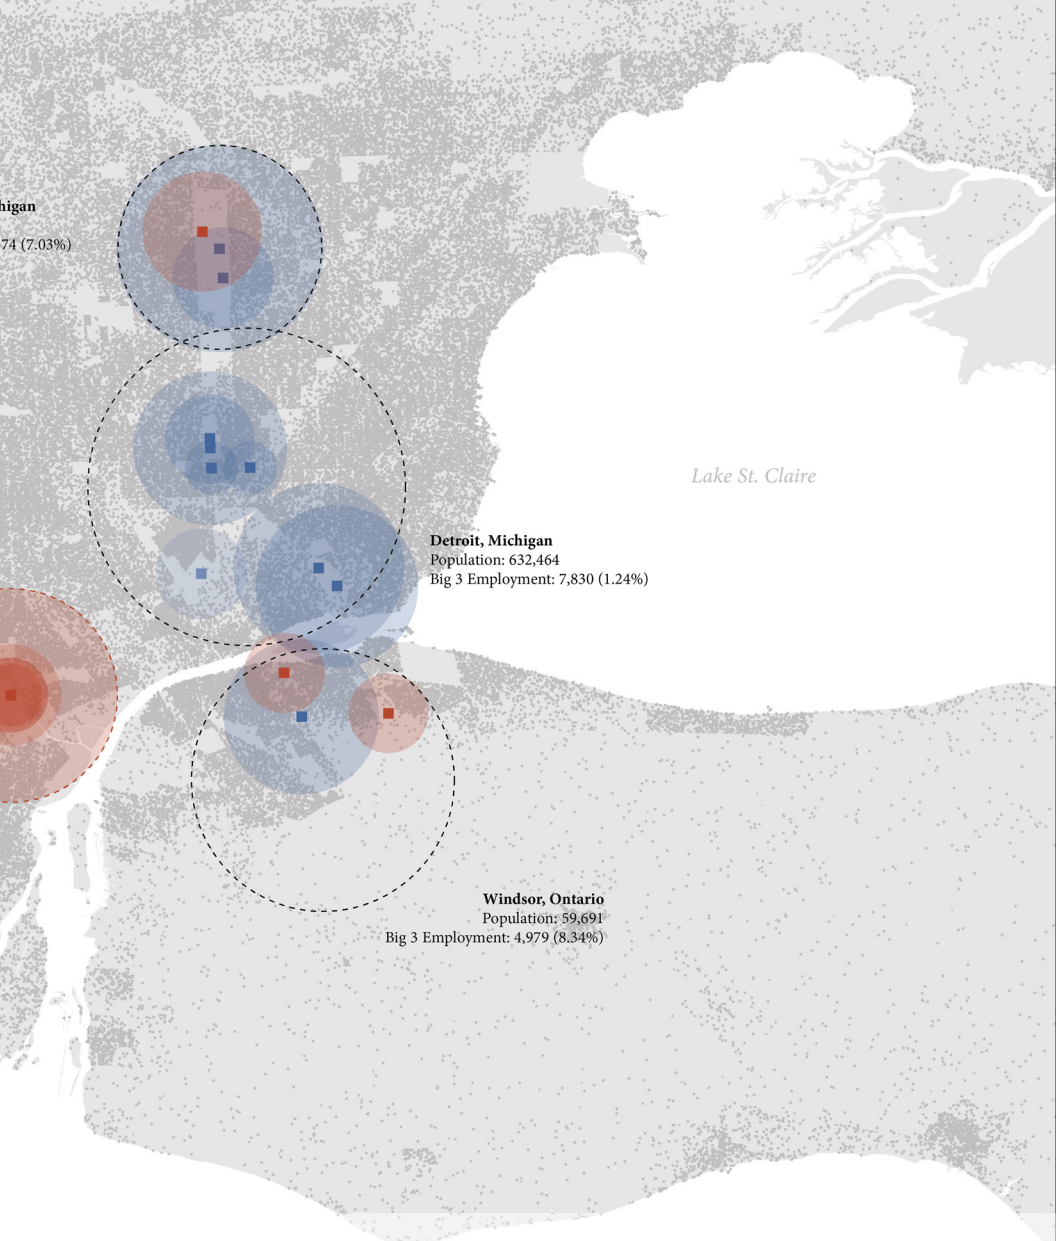 higan
74 (7.03%)
Lake St. Claire
Detroit, Michigan
Population: 632,464
Big 3 Employment: 7,830 (1.24%)
Windsor, Ontario
Population: 59,691
Big 3 Employment: 4,979 (8.34%)